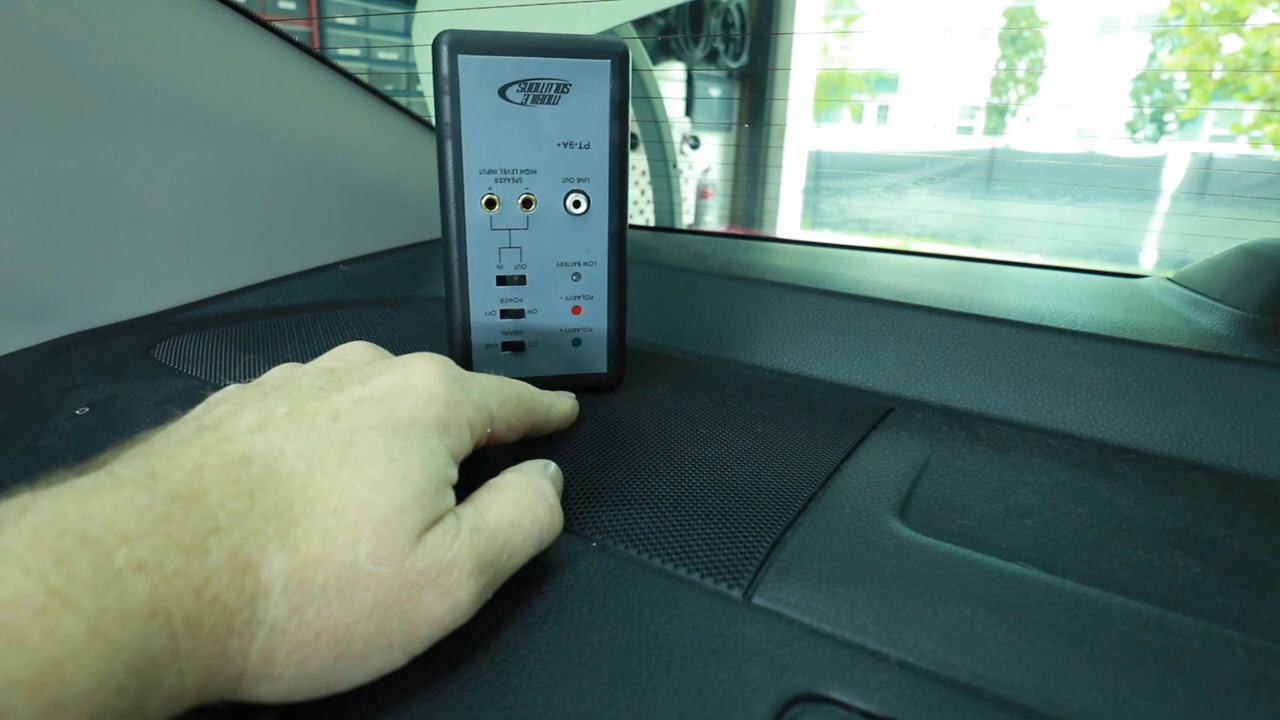 MOBILE
SOLUTIONS
PT-9A+
LINE OUT
SPEAKER
HIGH LEVEL INPUT
- +
LOW BATTERY
OUT IN
POLARITY -
POWER
ON OFF
POLARITY +
SIGNAL
CD LINE